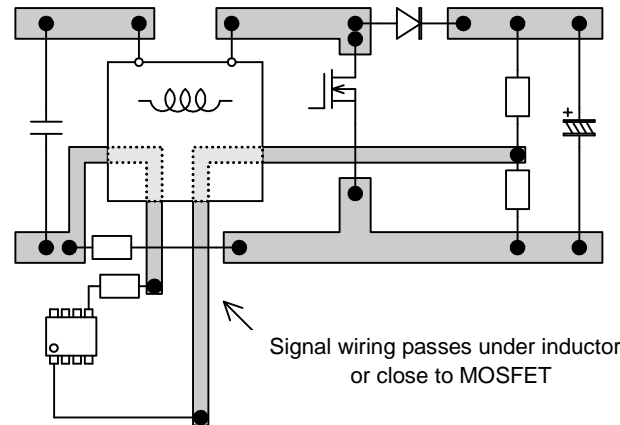 +
Signal wiring passes under inductor
or close to MOSFET